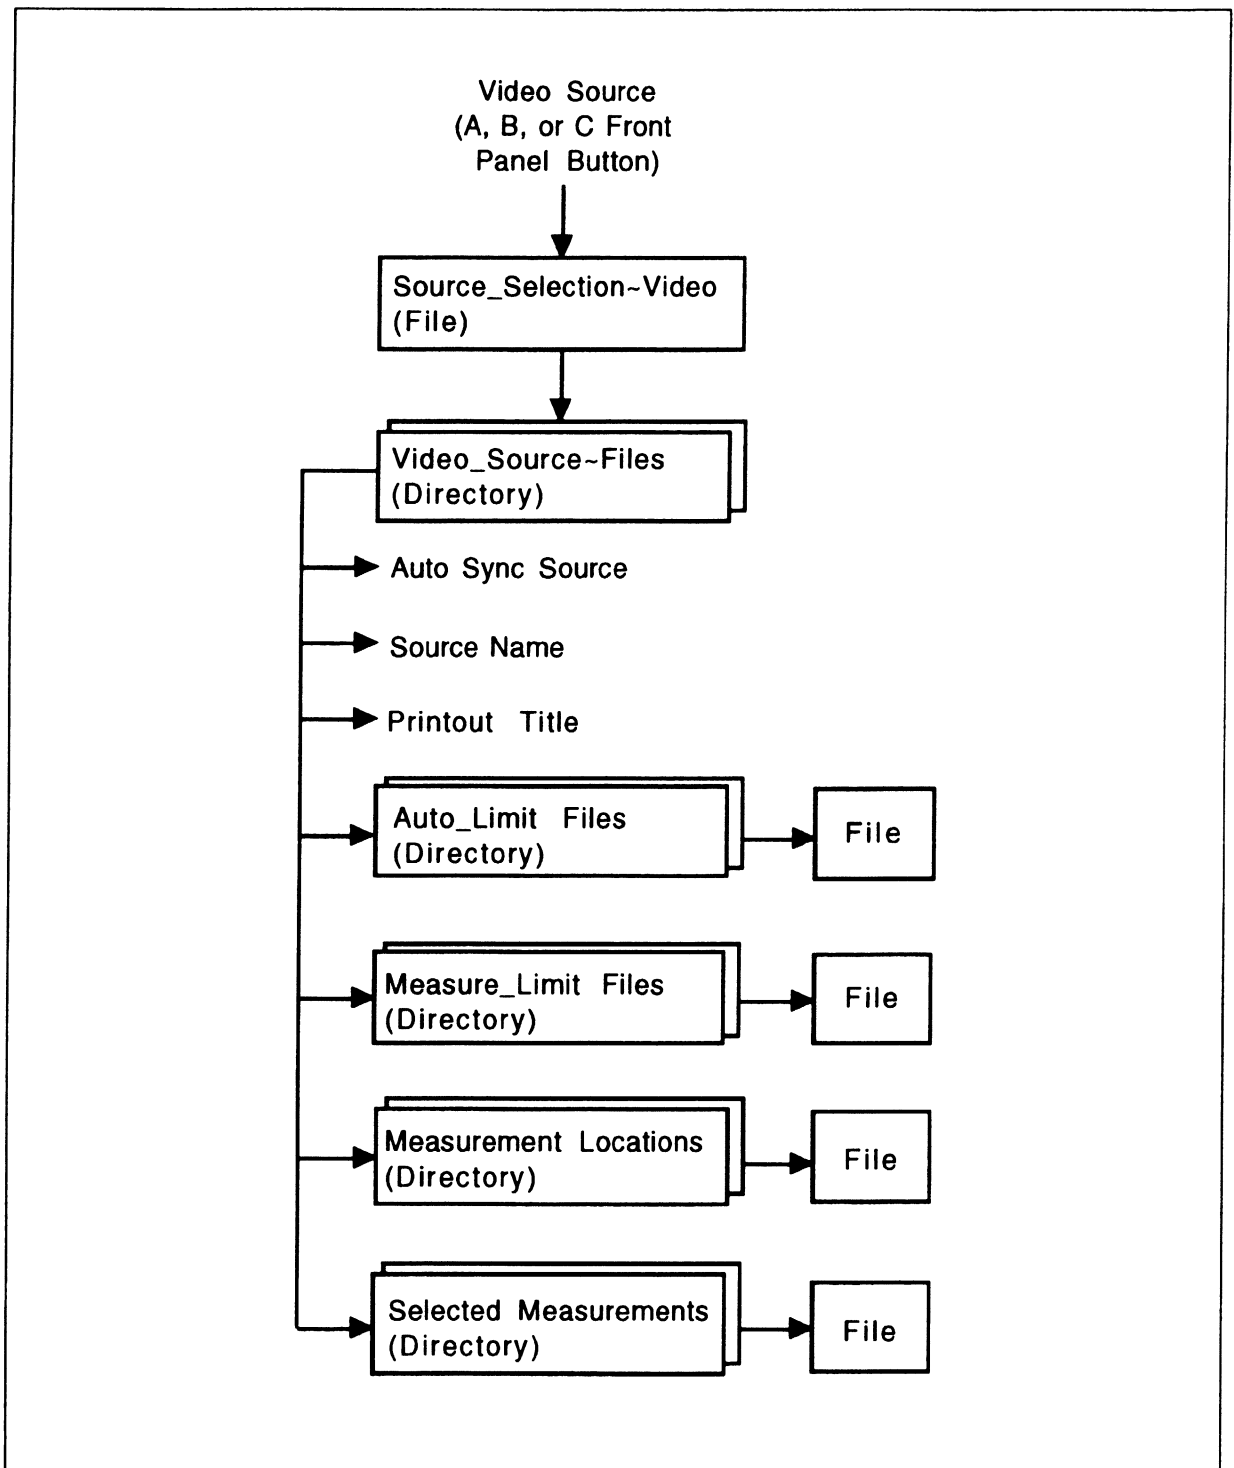 Video Source
(A, B, or C Front
Panel Button)
Source_Selection~Video
(File)
Video_Source~Files
(Directory)
Auto Sync Source
Source Name
Printout Title
Auto_Limit Files
(Directory)
File
Measure_Limit Files
(Directory)
File
Measurement Locations
(Directory)
File
Selected Measurements
(Directory)
File